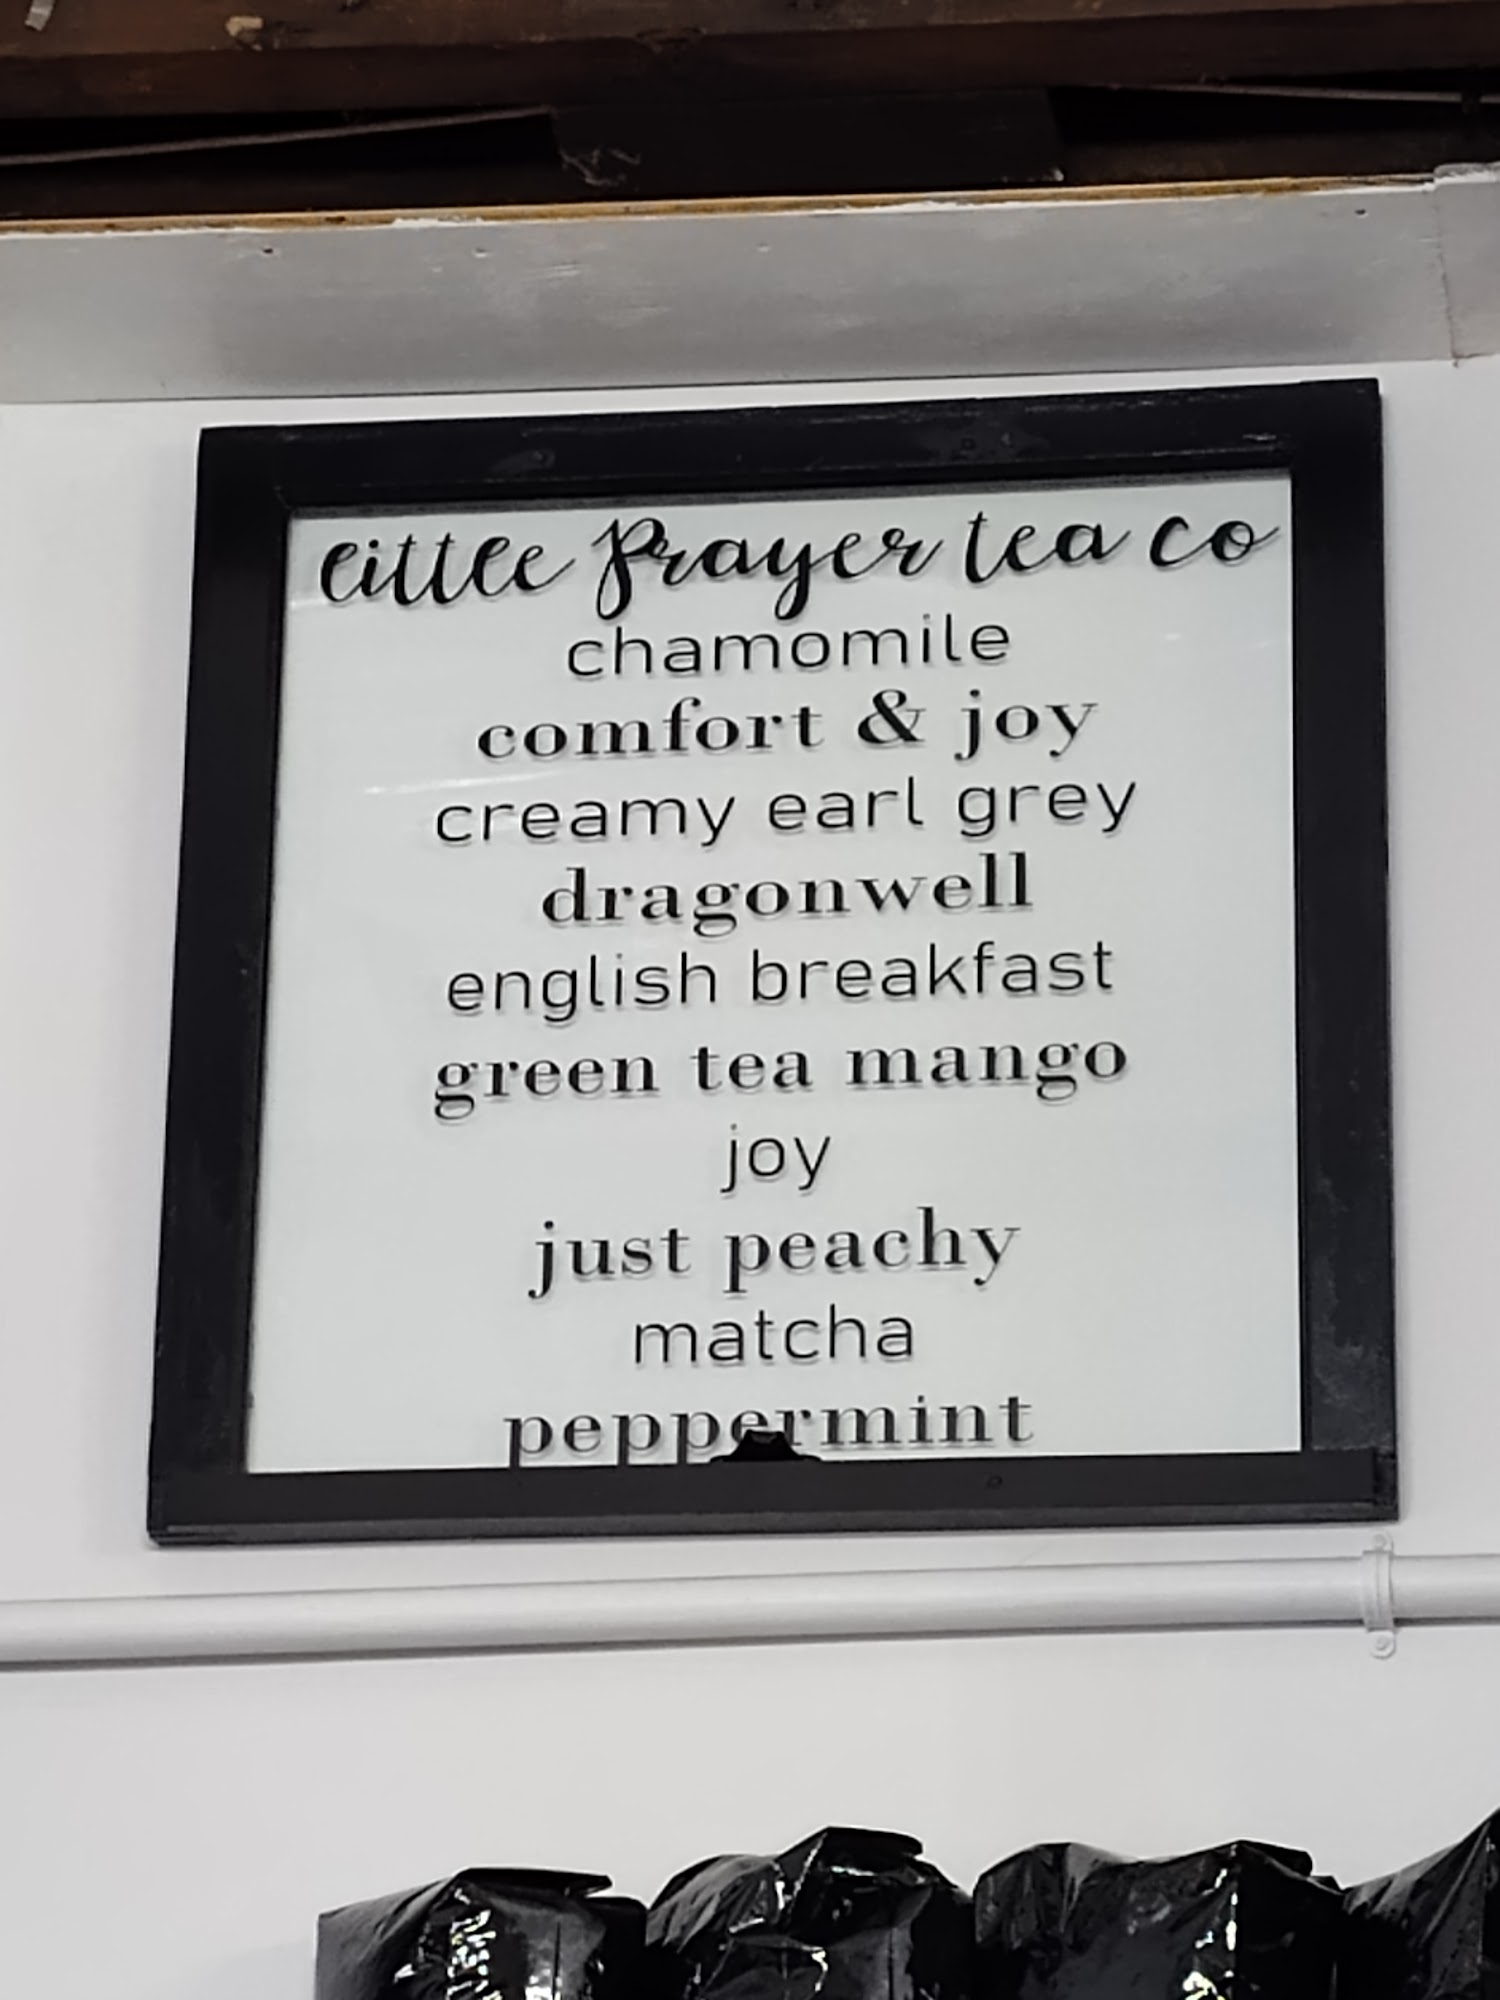 little Prayer tea co
chamomile
comfort & joy
creamy earl grey
dragonwell
english breakfast
green tea mango
joy
just peachy
matcha
peppermint